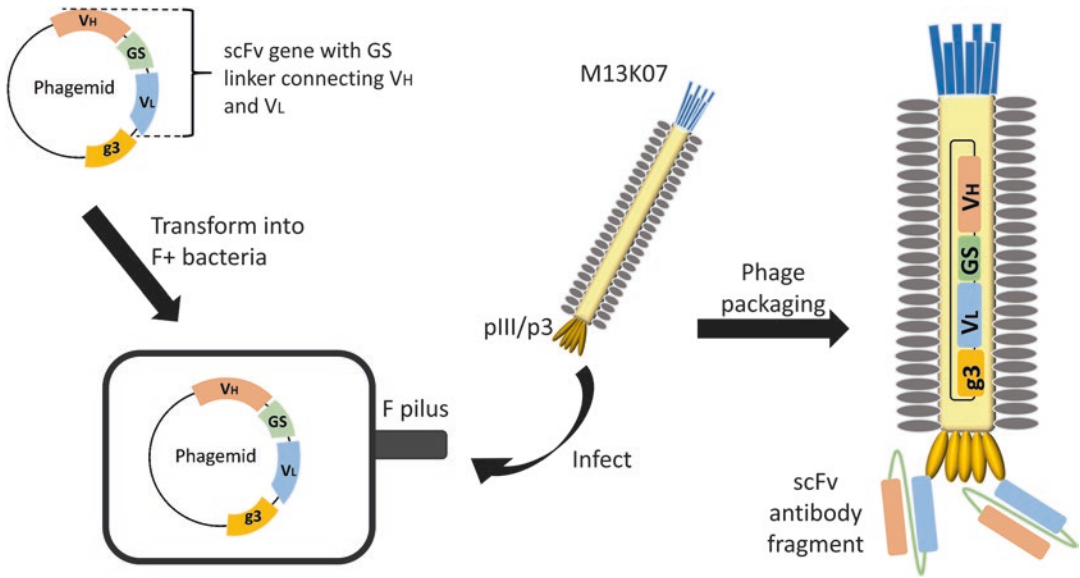 VH
GS
VL
g3
Phagemid
scFv gene with GS
linker connecting VH
and VL
Transform into
F+ bacteria
M13K07
pIII/p3
Infect
VH
GS
VL
g3
Phagemid
F pilus
Phage
packaging
VH
GS
VL
g3
scFv
antibody
fragment